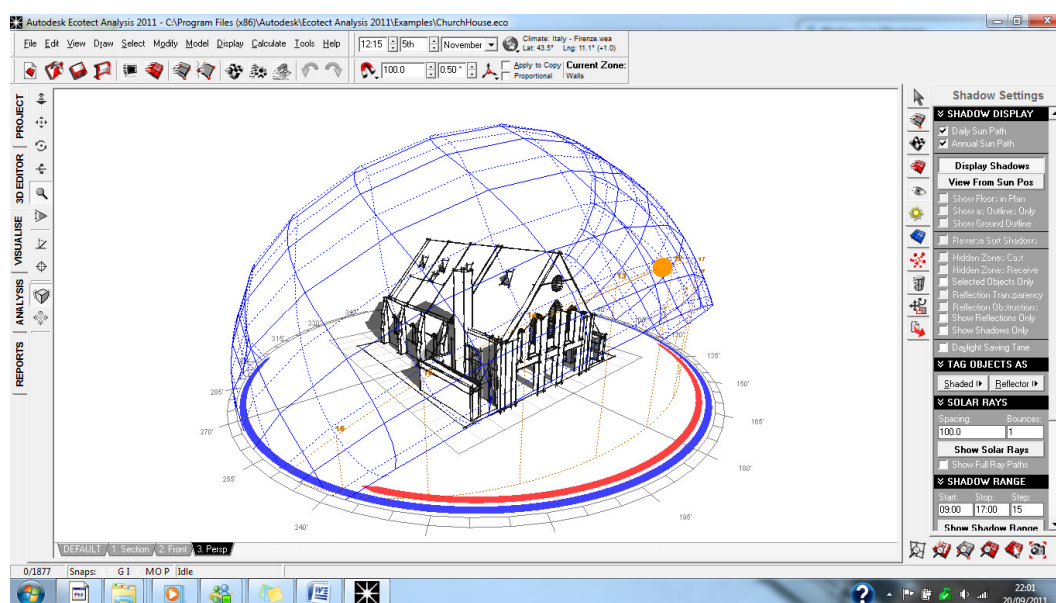 Autodesk Ecotect Analysis 2011 - C:\Program Files (x86)\Autodesk\Ecotect Analysis 2011\Examples\ChurchHouse.eco
File Edit View Draw Select Modify Model Display Calculate Tools Help
12:15 5th November
Climate: Italy - Firenze.wea
Lat: 43.5° Lng: 11.1° (+1.0)
100.0 0.50 °
Apply to Copy
Proportional
Current Zone:
Walls
PROJECT
3D EDITOR
VISUALISE
ANALYSIS
REPORTS
315°
330°
285°
270°
255°
240°
195°
180°
165°
150°
135°
120°
13
15
16
Shadow Settings
SHADOW DISPLAY
Daily Sun Path
Annual Sun Path
Display Shadows
View From Sun Pos
Show Floors in Plan
Show as Outlines Only
Show Ground Outline
Reverse Sort Shadows
Hidden Zones Cast
Hidden Zones Receive
Selected Objects Only
Reflection Transparency
Reflection Obstructions
Show Reflections Only
Show Shadows Only
Daylight Saving Time
TAG OBJECTS AS
Shaded Reflector
SOLAR RAYS
Spacing: Bounces:
100.0 1
Show Solar Rays
Show Full Ray Paths
SHADOW RANGE
Start: Stop: Step:
09:00 17:00 15
Show Shadow Range
DEFAULT 1. Section 2. Front 3. Persp
0/1877 Snaps: G I M O P Idle
22:01
20/09/2011